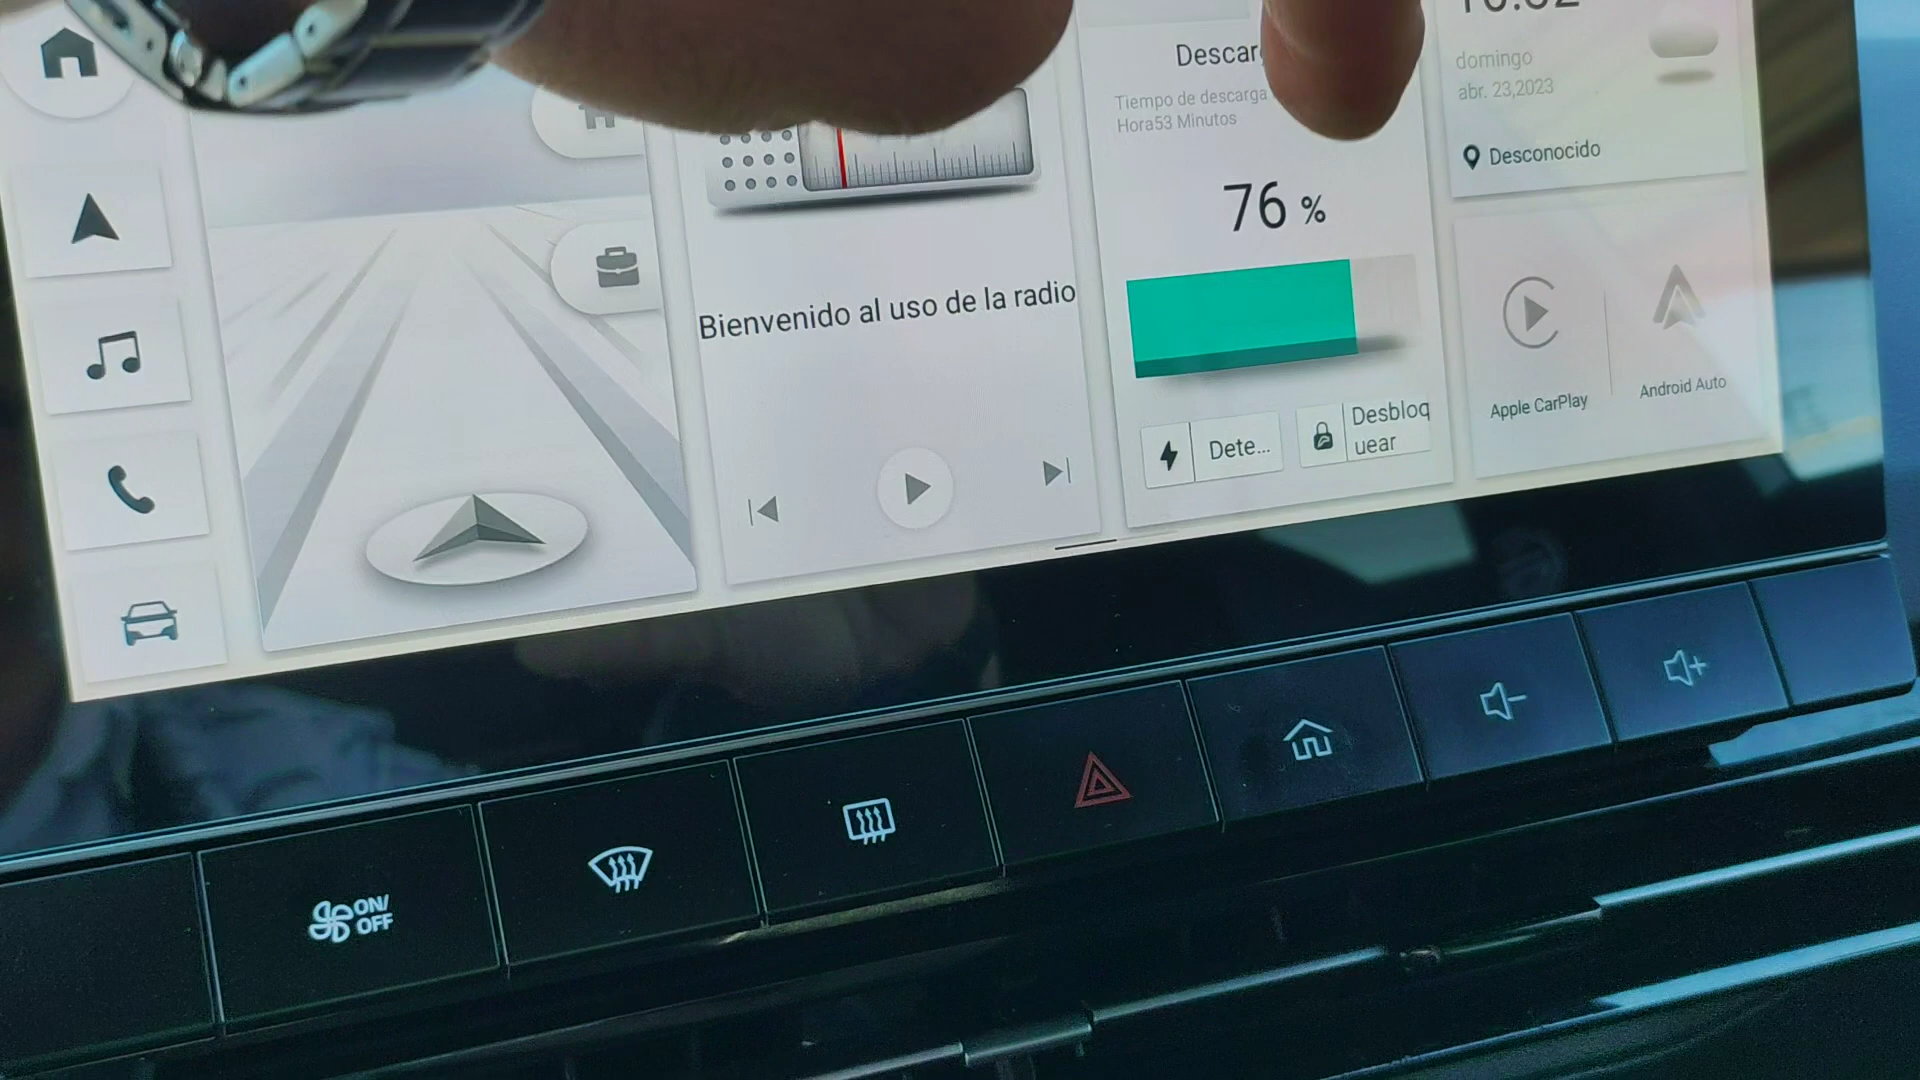 Tiempo de descarga
Hora53 Minutos
76 %
Dete...
Desbloq
uear
Bienvenido al uso de la radio
domingo
abr. 23,2023
Desconocido
Apple CarPlay
Android Auto
ON/
OFF